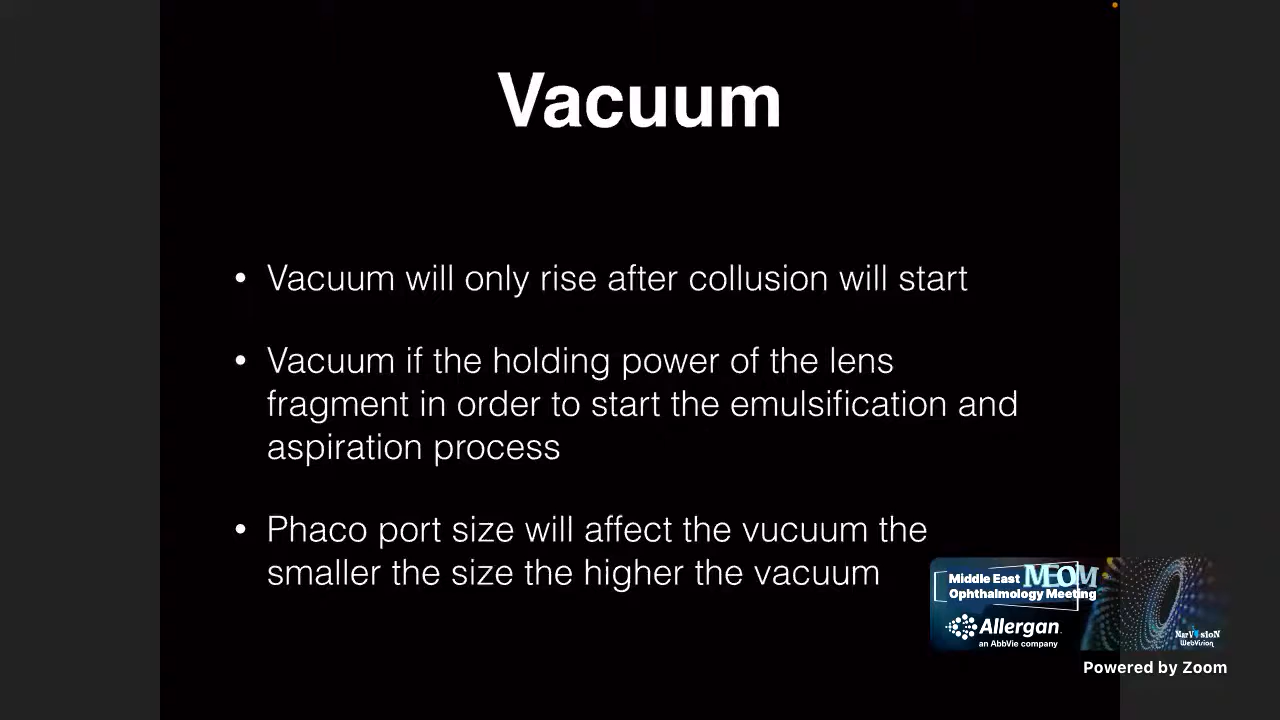 Vacuum
• Vacuum will only rise after collusion will start
• Vacuum if the holding power of the lens
fragment in order to start the emulsification and
aspiration process
• Phaco port size will affect the vucuum the
smaller the size the higher the vacuum
Middle East MEOM
Ophthalmology Meeting
Allergan
an AbbVie company
NarVision
WebVision
Powered by Zoom